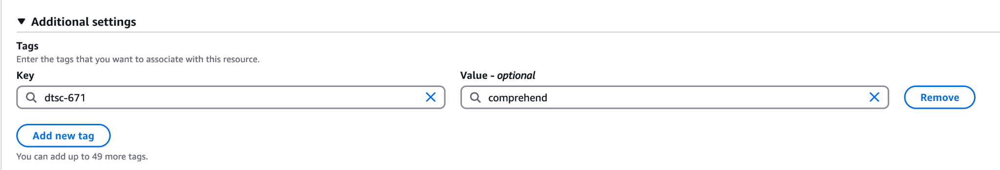 Additional settings
Tags
Enter the tags that you want to associate with this resource.
Key
Value - optional
dtsc-671
comprehend
Remove
Add new tag
You can add up to 49 more tags.